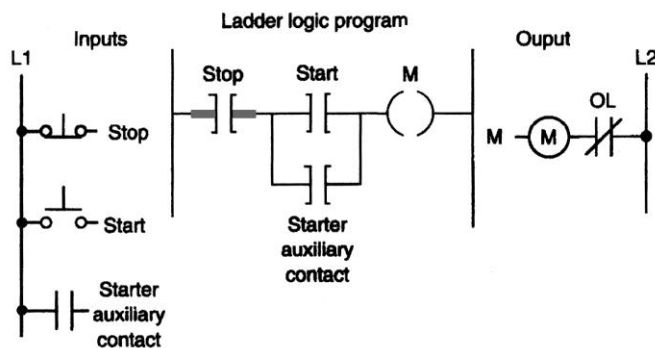 Ladder logic program
Inputs
Ouput
L1
L2
Stop
Start
M
OL
Stop
M
M
Start
Starter
auxiliary
contact
Starter
auxiliary
contact